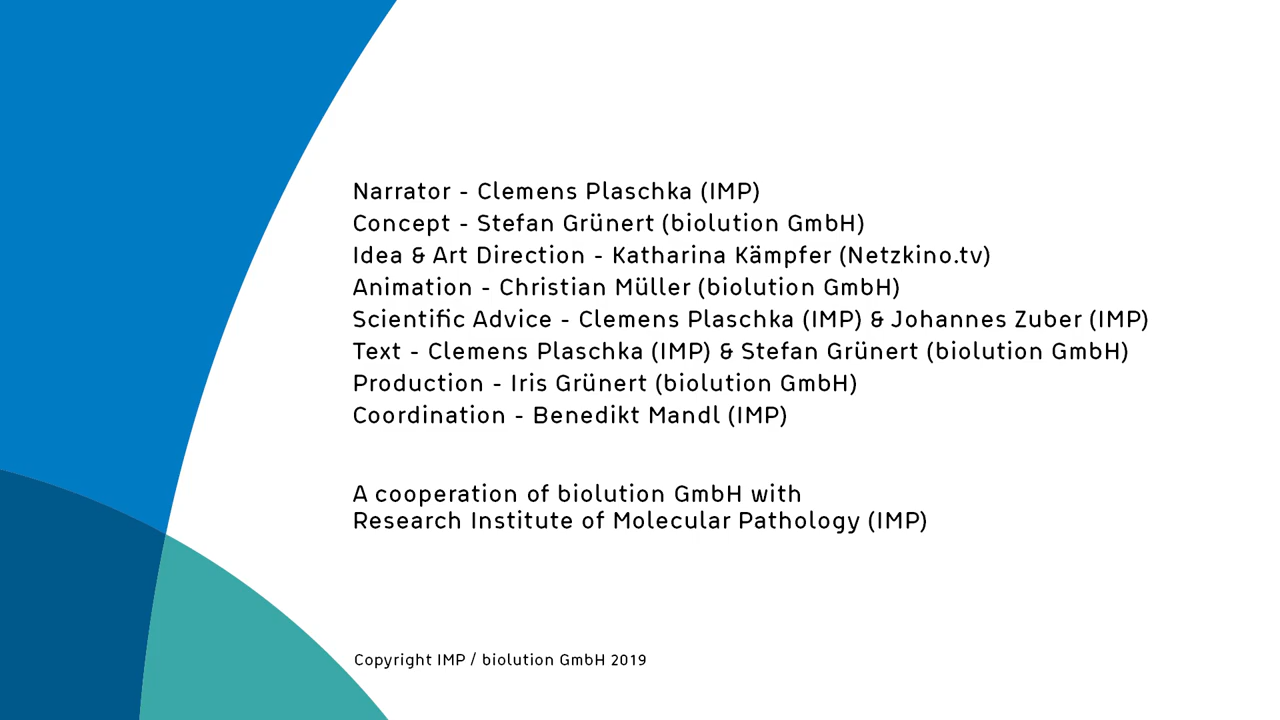 Narrator - Clemens Plaschka (IMP)
Concept - Stefan Grünert (biolution GmbH)
Idea & Art Direction - Katharina Kämpfer (Netzkino.tv)
Animation - Christian Müller (biolution GmbH)
Scientific Advice - Clemens Plaschka (IMP) & Johannes Zuber (IMP)
Text - Clemens Plaschka (IMP) & Stefan Grünert (biolution GmbH)
Production - Iris Grünert (biolution GmbH)
Coordination - Benedikt Mandl (IMP)
A cooperation of biolution GmbH with
Research Institute of Molecular Pathology (IMP)
Copyright IMP / biolution GmbH 2019